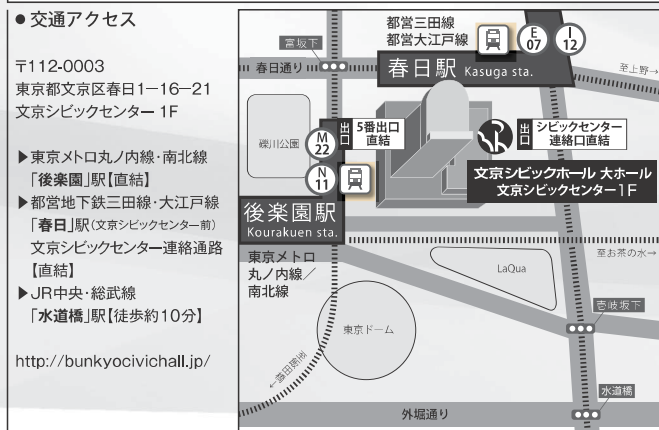 ●交通アクセス
〒112-0003
東京都文京区春日1-16-21
文京シビックセンター 1F
▶東京メトロ丸ノ内線・南北線
「後楽園」駅【直結】
▶都営地下鉄三田線・大江戸線
「春日」駅(文京シビックセンター前)
文京シビックセンター連絡通路
【直結】
▶JR中央・総武線
「水道橋」駅【徒歩約10分】
http://bunkyocivichall.jp/
都営三田線
都営大江戸線
E
07
I
12
富坂下
春日通り
春日駅 Kasuga sta.
至上野→
礫川公園
M
22
出口
5番出口
直結
出口
シビックセンター
連絡口直結
N
11
文京シビックホール 大ホール
文京シビックセンター1F
後楽園駅
Kourakuen sta.
東京メトロ
丸ノ内線/
南北線
至お茶の水→
LaQua
壱岐坂下
東京ドーム
←至飯田橋
水道橋
外堀通り